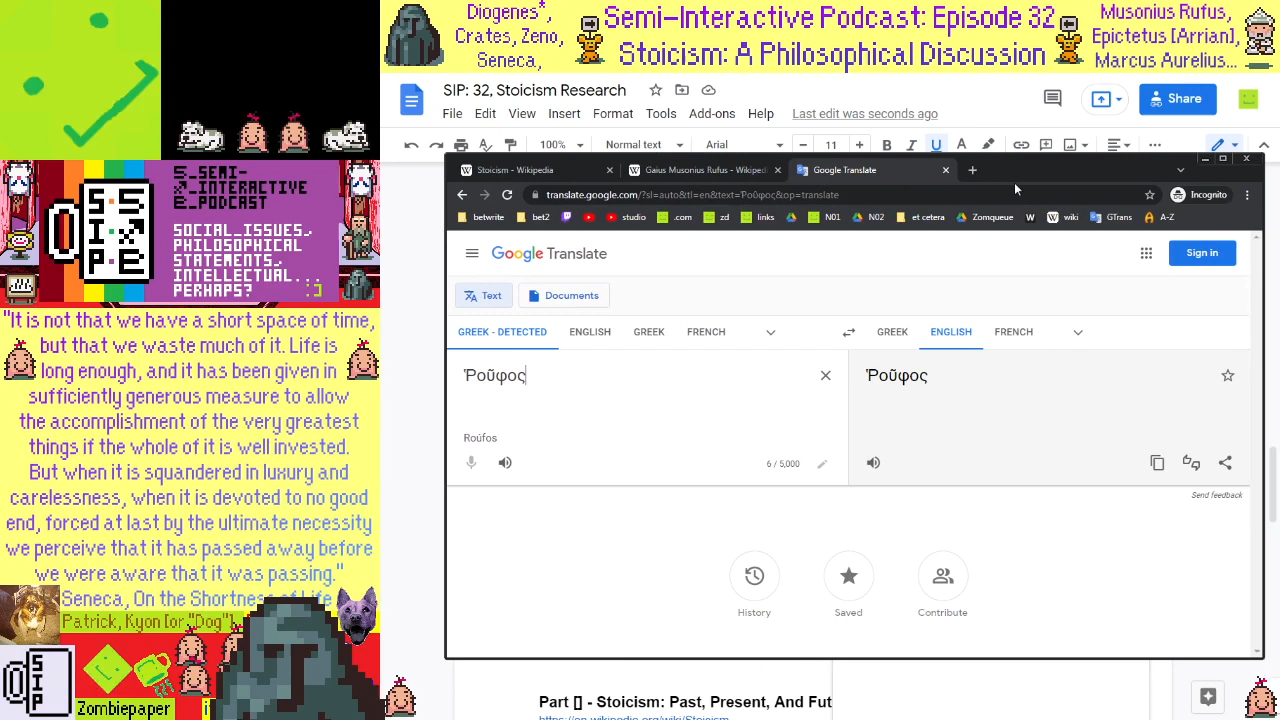 Diogenes*,
Crates, Zeno,
Seneca,
Semi-Interactive Podcast: Episode 32
Stoicism: A Philosophical Discussion
Musonius Rufus,
Epictetus [Arrian],
Marcus Aurelius...
SIP: 32, Stoicism Research
File Edit View Insert Format Tools Add-ons Help Last edit was seconds ago
Share
100% Normal text Arial 11 B I U A
Stoicism - Wikipedia
Gaius Musonius Rufus - Wikiped
Google Translate
translate.google.com/?sl=auto&tl=en&text=Ῥοῦφος&op=translate
Incognito
betwrite bet2 studio .com zd links N01 N02 et cetera Zomqueue wiki GTrans A-Z
Google Translate
Sign in
Text
Documents
GREEK - DETECTED ENGLISH GREEK FRENCH
GREEK ENGLISH FRENCH
Ῥοῦφος
Ῥοῦφος
Roúfos
6 / 5,000
Send feedback
History
Saved
Contribute
Part [] - Stoicism: Past, Present, And Fut
https://en.wikipedia.org/wiki/Stoicism
S_SEMI-
_INTERACTIVE
_PODCAST
SOCIAL_ISSUES,
PHILOSOPHICAL
STATEMENTS,
INTELLECTUAL...
PERHAPS? :]
"It is not that we have a short space of time,
but that we waste much of it. Life is
long enough, and it has been given in
sufficiently generous measure to allow
the accomplishment of the very greatest
things if the whole of it is well invested.
But when it is squandered in luxury and
carelessness, when it is devoted to no good
end, forced at last by the ultimate necessity
we perceive that it has passed away before
we were aware that it was passing."
Seneca, On the Shortness of Life
Patrick, Kyon [or "Dog"],
SIP
Zombiepaper